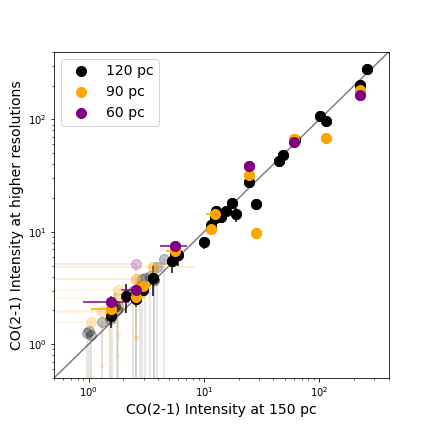 120 pc
90 pc
60 pc
CO(2-1) Intensity at higher resolutions
10²
10¹
10⁰
10⁰ 10¹ 10²
CO(2-1) Intensity at 150 pc